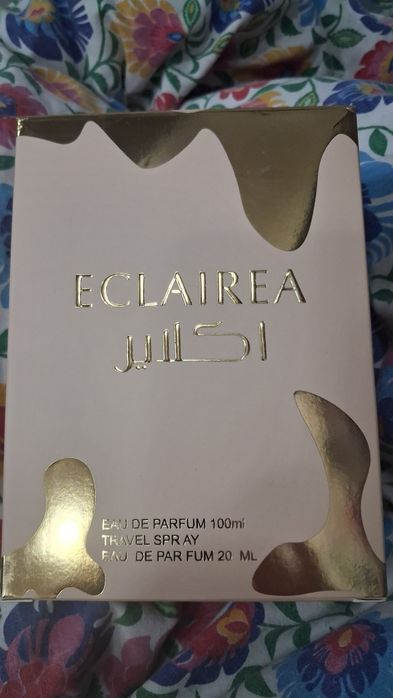 ECLAIREA
اكلاير
EAU DE PARFUM 100ml
TRAVEL SPRAY
EAU DE PARFUM 20 ML